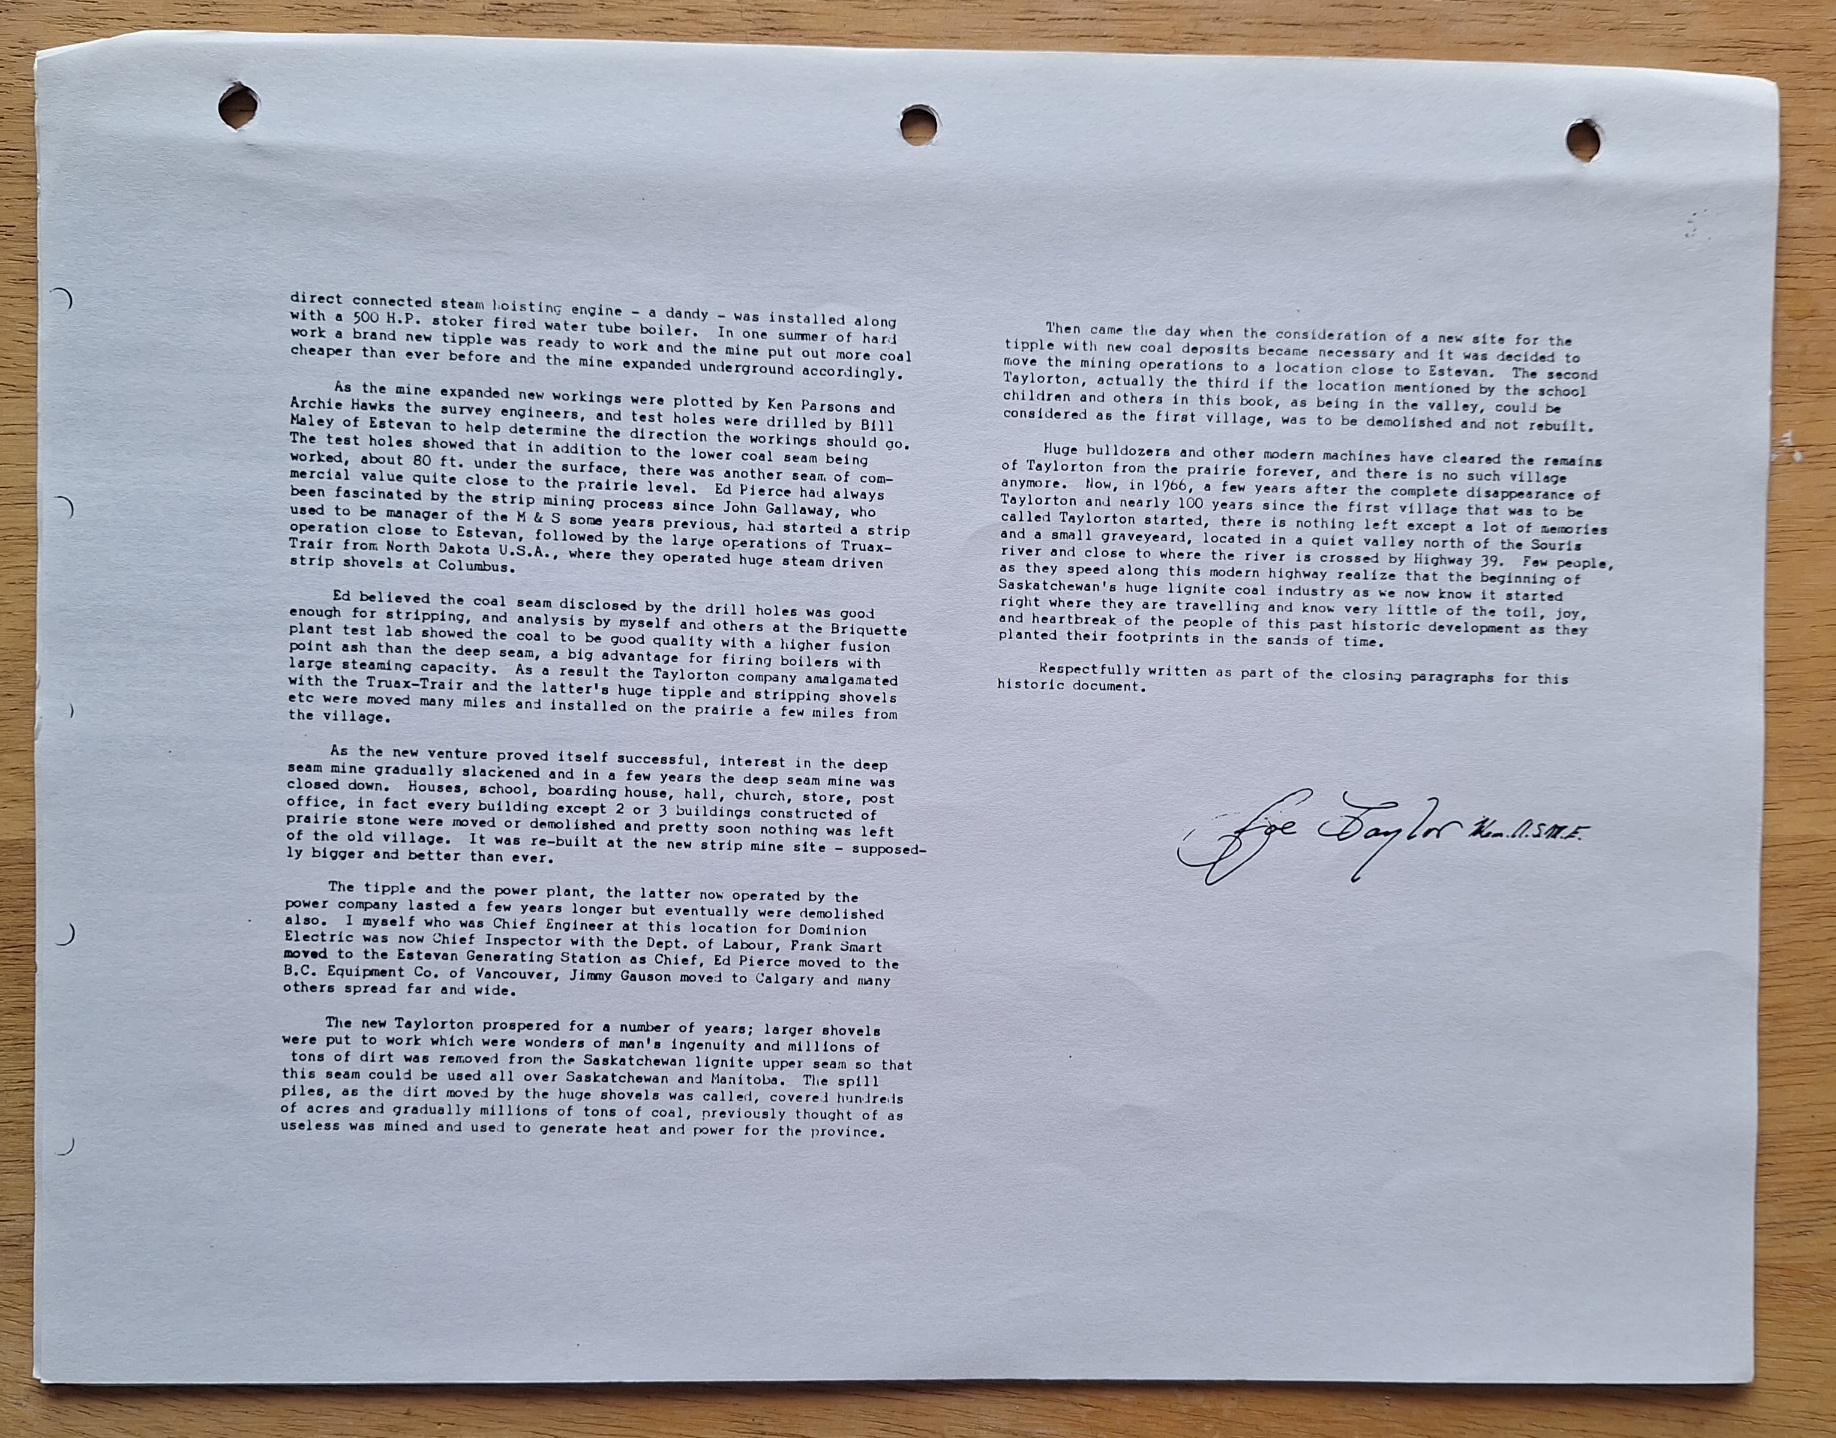 direct connected steam hoisting engine - a dandy - was installed along
with a 500 H.P. stoker fired water tube boiler.  In one summer of hard
work a brand new tipple was ready to work and the mine put out more coal
cheaper than ever before and the mine expanded underground accordingly.
As the mine expanded new workings were plotted by Ken Parsons and
Archie Hawks the survey engineers, and test holes were drilled by Bill
Maley of Estevan to help determine the direction the workings should go.
The test holes showed that in addition to the lower coal seam being
worked, about 80 ft. under the surface, there was another seam of com-
mercial value quite close to the prairie level.  Ed Pierce had always
been fascinated by the strip mining process since John Gallaway, who
used to be manager of the M & S some years previous, had started a strip
operation close to Estevan, followed by the large operations of Truax-
Trair from North Dakota U.S.A., where they operated huge steam driven
strip shovels at Columbus.
Ed believed the coal seam disclosed by the drill holes was good
enough for stripping, and analysis by myself and others at the Briquette
plant test lab showed the coal to be good quality with a higher fusion
point ash than the deep seam, a big advantage for firing boilers with
large steaming capacity.  As a result the Taylorton company amalgamated
with the Truax-Trair and the latter's huge tipple and stripping shovels
etc were moved many miles and installed on the prairie a few miles from
the village.
As the new venture proved itself successful, interest in the deep
seam mine gradually slackened and in a few years the deep seam mine was
closed down.  Houses, school, boarding house, hall, church, store, post
office, in fact every building except 2 or 3 buildings constructed of
prairie stone were moved or demolished and pretty soon nothing was left
of the old village.  It was re-built at the new strip mine site - supposed-
ly bigger and better than ever.
The tipple and the power plant, the latter now operated by the
power company lasted a few years longer but eventually were demolished
also.  I myself who was Chief Engineer at this location for Dominion
Electric was now Chief Inspector with the Dept. of Labour, Frank Smart
moved to the Estevan Generating Station as Chief, Ed Pierce moved to the
B.C. Equipment Co. of Vancouver, Jimmy Gauson moved to Calgary and many
others spread far and wide.
The new Taylorton prospered for a number of years; larger shovels
were put to work which were wonders of man's ingenuity and millions of
tons of dirt was removed from the Saskatchewan lignite upper seam so that
this seam could be used all over Saskatchewan and Manitoba.  The spill
piles, as the dirt moved by the huge shovels was called, covered hundreds
of acres and gradually millions of tons of coal, previously thought of as
useless was mined and used to generate heat and power for the province.
Then came the day when the consideration of a new site for the
tipple with new coal deposits became necessary and it was decided to
move the mining operations to a location close to Estevan.  The second
Taylorton, actually the third if the location mentioned by the school
children and others in this book, as being in the valley, could be
considered as the first village, was to be demolished and not rebuilt.
Huge bulldozers and other modern machines have cleared the remains
of Taylorton from the prairie forever, and there is no such village
anymore.  Now, in 1966, a few years after the complete disappearance of
Taylorton and nearly 100 years since the first village that was to be
called Taylorton started, there is nothing left except a lot of memories
and a small graveyeard, located in a quiet valley north of the Souris
river and close to where the river is crossed by Highway 39.  Few people,
as they speed along this modern highway realize that the beginning of
Saskatchewan's huge lignite coal industry as we now know it started
right where they are travelling and know very little of the toil, joy,
and heartbreak of the people of this past historic development as they
planted their footprints in the sands of time.
Respectfully written as part of the closing paragraphs for this
historic document.
Joe Taylor Mem. A.S.M.E.